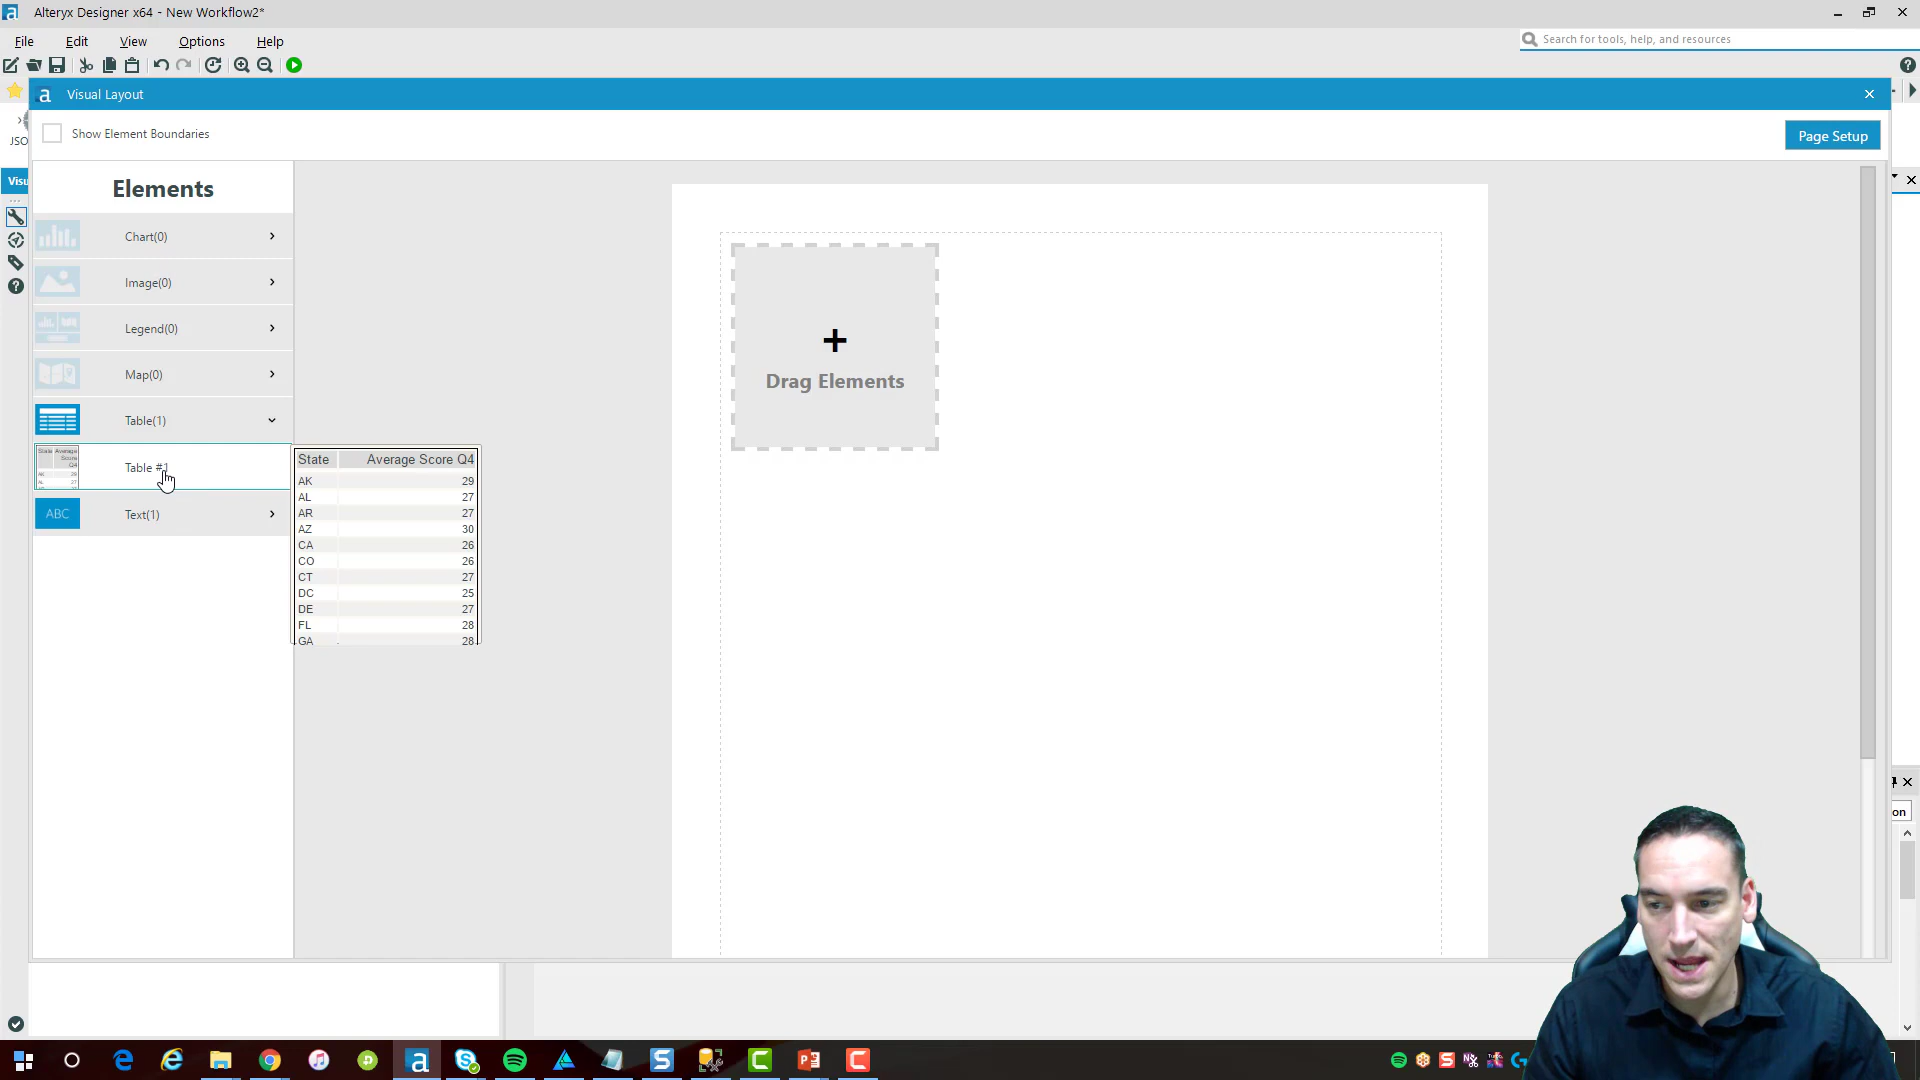 Alteryx Designer x64 - New Workflow2*
File Edit View Options Help
Search for tools, help, and resources
Visual Layout
Show Element Boundaries
Page Setup
JSO
Visu
Elements
Chart(0)
Image(0)
Legend(0)
Map(0)
Table(1)
Table #1
ABC Text(1)
+
Drag Elements
State Average Score Q4
AK 29
AL 27
AR 27
AZ 30
CA 26
CO 26
CT 27
DC 25
DE 27
FL 28
GA 28
on